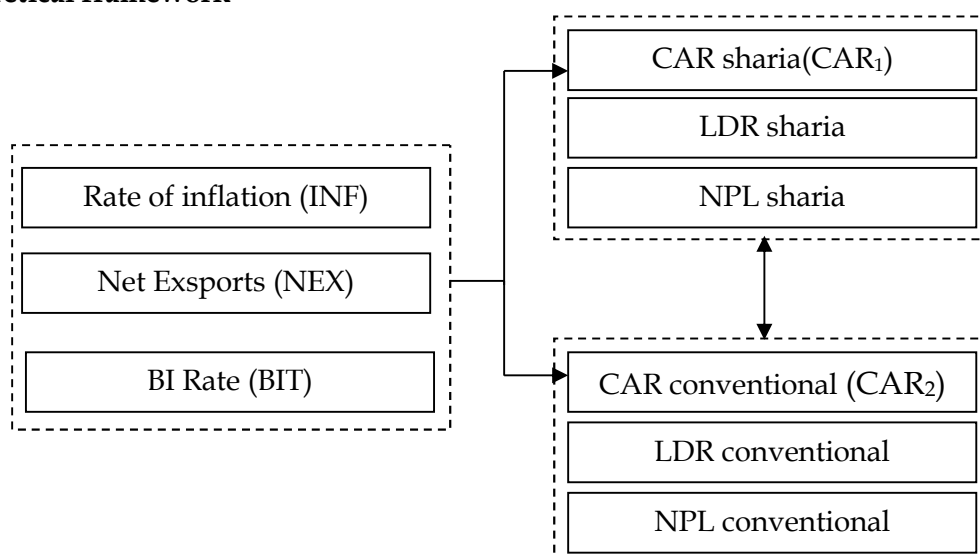 CAR sharia(CAR₁)
LDR sharia
NPL sharia
Rate of inflation (INF)
Net Exsports (NEX)
BI Rate (BIT)
CAR conventional (CAR₂)
LDR conventional
NPL conventional